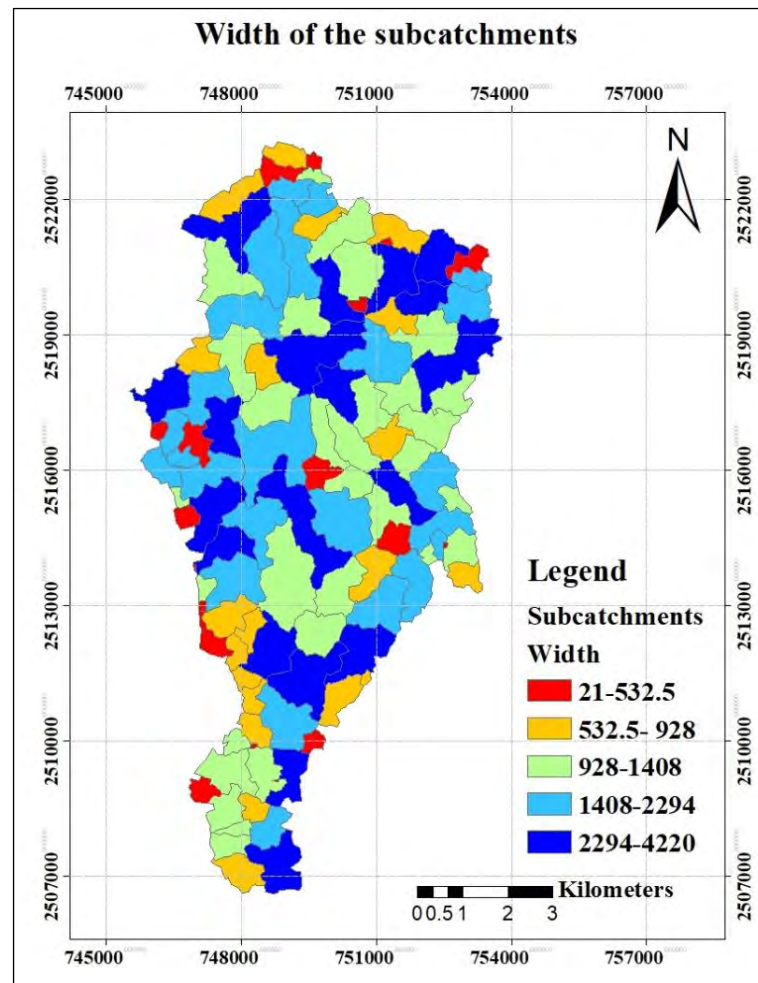 Width of the subcatchments
745000 748000 751000 754000 757000
N
2522000 2522000
2519000 2519000
2516000 2516000
2513000 2513000
2510000 2510000
2507000 2507000
Legend
Subcatchments
Width
21-532.5
532.5- 928
928-1408
1408-2294
2294-4220
Kilometers
0 0.5 1 2 3
745000 748000 751000 754000 757000